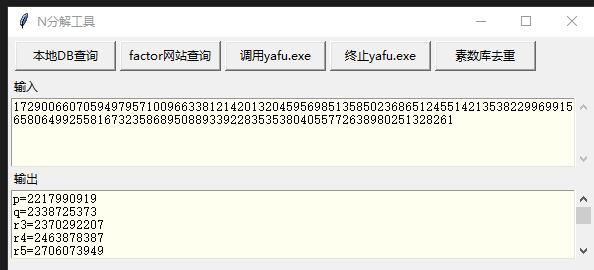 N分解工具
本地DB查询 factor网站查询 调用yafu.exe 终止yafu.exe 素数库去重
输入
17290066070594979571009663381214201320459569851358502368651245514213538229969915
658064992558167323586895088933922835353804055772638980251328261
输出
p=2217990919
q=2338725373
r3=2370292207
r4=2463878387
r5=2706073949